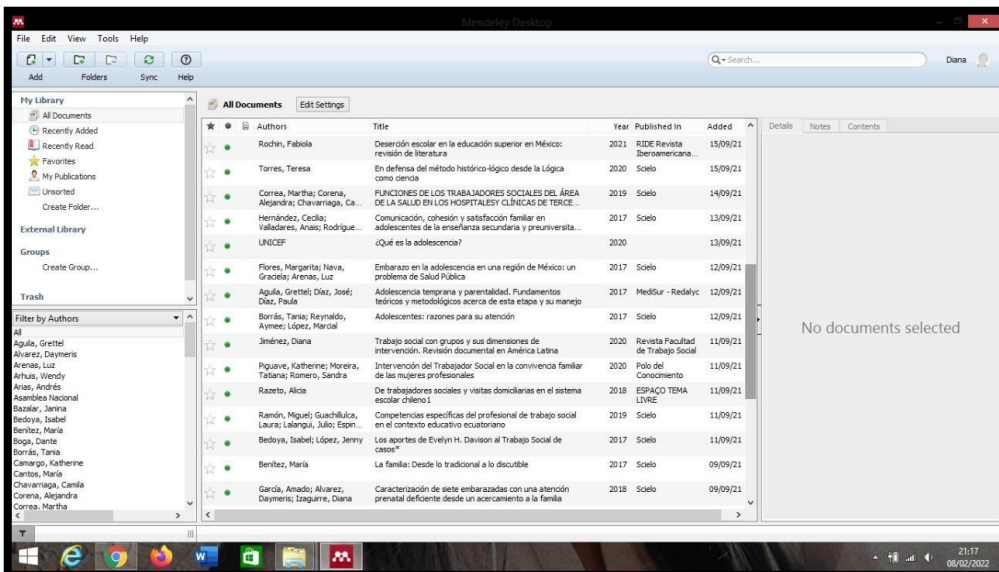 Mendeley Desktop
File Edit View Tools Help
Add Folders Sync Help
Search...
Diana
My Library
All Documents
Recently Added
Recently Read
Favorites
My Publications
Unsorted
Create Folder...
External Library
Groups
Create Group...
Trash
Filter by Authors
All
Aguila, Grettel
Alvarez, Daymeris
Arenas, Luz
Arhuis, Wendy
Arias, Andrés
Asamblea Nacional
Bazalar, Janina
Bedoya, Isabel
Benítez, María
Boga, Dante
Borrás, Tania
Camargo, Katherine
Cantos, María
Chavarriaga, Camila
Corena, Alejandra
Correa, Martha
All Documents Edit Settings
Authors Title Year Published In Added
Rochin, Fabiola Deserción escolar en la educación superior en México: 2021 RIDE Revista 15/09/21
revisión de literatura Iberoamericana...
Torres, Teresa En defensa del método histórico-lógico desde la Lógica 2020 Scielo 15/09/21
como ciencia
Correa, Martha; Corena, FUNCIONES DE LOS TRABAJADORES SOCIALES DEL ÁREA 2019 Scielo 14/09/21
Alejandra; Chavarriaga, Ca... DE LA SALUD EN LOS HOSPITALESY CLÍNICAS DE TERCE...
Hernández, Cecilia; Comunicación, cohesión y satisfacción familiar en 2017 Scielo 13/09/21
Valladares, Anais; Rodrígue... adolescentes de la enseñanza secundaria y preuniversita...
UNICEF ¿Qué es la adolescencia? 2020 13/09/21
Flores, Margarita; Nava, Embarazo en la adolescencia en una región de México: un 2017 Scielo 12/09/21
Graciela; Arenas, Luz problema de Salud Pública
Aguila, Grettel; Díaz, José; Adolescencia temprana y parentalidad. Fundamentos 2017 MediSur - Redalyc 12/09/21
Díaz, Paula teóricos y metodológicos acerca de esta etapa y su manejo
Borrás, Tania; Reynaldo, Adolescentes: razones para su atención 2017 Scielo 12/09/21
Aymee; López, Marcial
Jiménez, Diana Trabajo social con grupos y sus dimensiones de 2020 Revista Facultad 11/09/21
intervención. Revisión documental en América Latina de Trabajo Social
Piguave, Katherine; Moreira, Intervención del Trabajador Social en la convivencia familiar 2020 Polo del 11/09/21
Tatiana; Romero, Sandra de las mujeres profesionales Conocimiento
Razeto, Alicia De trabajadores sociales y visitas domiciliarias en el sistema 2018 ESPAÇO TEMA 11/09/21
escolar chileno1 LIVRE
Ramón, Miguel; Guachilulca, Competencias específicas del profesional de trabajo social 2019 Scielo 11/09/21
Laura; Lalangui, Julio; Espin... en el contexto educativo ecuatoriano
Bedoya, Isabel; López, Jenny Los aportes de Evelyn H. Davison al Trabajo Social de 2017 Scielo 11/09/21
casos*
Benítez, María La familia: Desde lo tradicional a lo discutible 2017 Scielo 09/09/21
García, Amado; Alvarez, Caracterización de siete embarazadas con una atención 2018 Scielo 09/09/21
Daymeris; Izaguirre, Diana prenatal deficiente desde un acercamiento a la familia
Details Notes Contents
No documents selected
21:17
08/02/2022